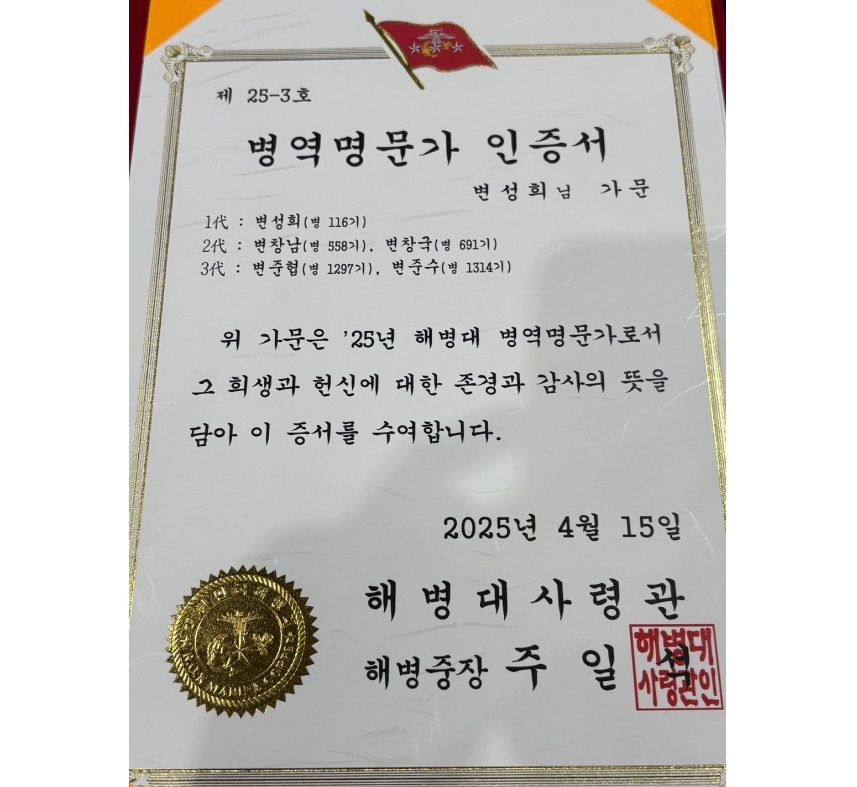 제 25-3호
병역명문가 인증서
변성희님 가문
1代 : 변성희(병 116기)
2代 : 변창남(병 558기), 변창국(병 691기)
3代 : 변준협(병 1297기), 변준수(병 1314기)
위 가문은 '25년 해병대 병역명문가로서
그 희생과 헌신에 대한 존경과 감사의 뜻을
담아 이 증서를 수여합니다.
2025년 4월 15일
해병대사령관
해병중장 주 일 석
해병대
사령관인
MARINE CORPS